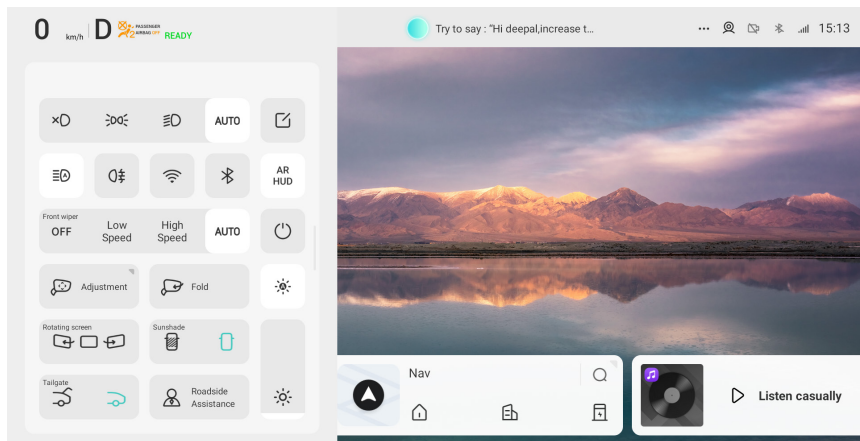 0 km/h D PASSENGER
2 AIRBAG OFF READY
Try to say : "Hi deepal,increase t...
15:13
AUTO
AR
HUD
Front wiper
OFF
Low
Speed
High
Speed
AUTO
Adjustment
Fold
Rotating screen
Sunshade
Tailgate
Roadside
Assistance
A
A
Nav
Listen casually